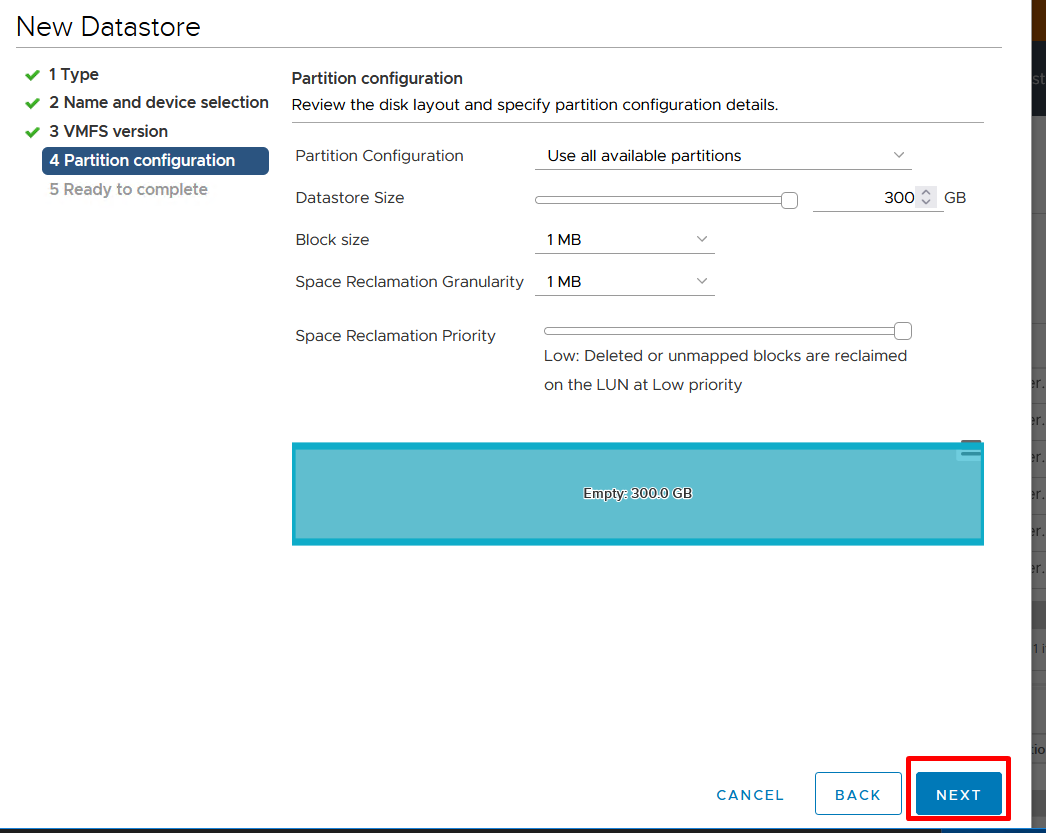 New Datastore
1 Type
2 Name and device selection
3 VMFS version
4 Partition configuration
5 Ready to complete
Partition configuration
Review the disk layout and specify partition configuration details.
Partition Configuration Use all available partitions
Datastore Size 300 GB
Block size 1 MB
Space Reclamation Granularity 1 MB
Space Reclamation Priority
Low: Deleted or unmapped blocks are reclaimed
on the LUN at Low priority
Empty: 300.0 GB
CANCEL BACK NEXT